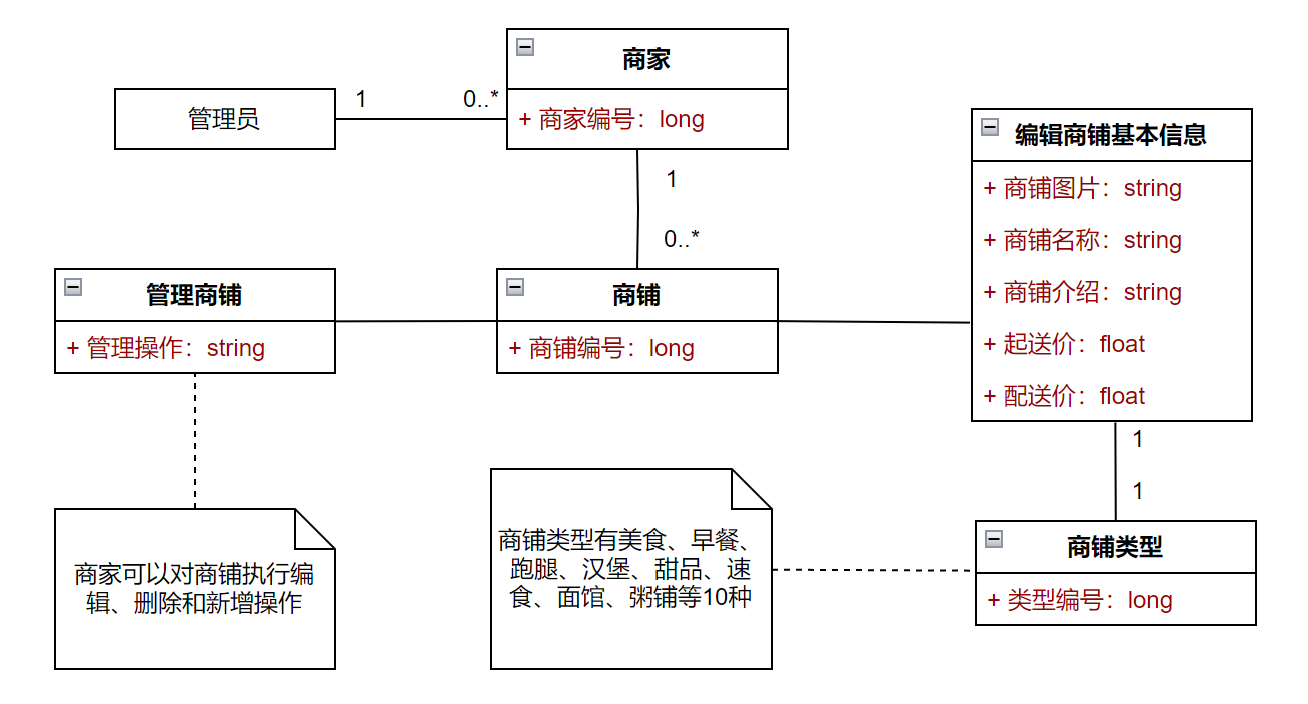 商家
+ 商家编号：long
管理员
1
0..*
1
0..*
编辑商铺基本信息
+ 商铺图片：string
+ 商铺名称：string
+ 商铺介绍：string
+ 起送价：float
+ 配送价：float
管理商铺
+ 管理操作：string
商铺
+ 商铺编号：long
1
1
商铺类型
+ 类型编号：long
商家可以对商铺执行编
辑、删除和新增操作
商铺类型有美食、早餐、
跑腿、汉堡、甜品、速
食、面馆、粥铺等10种